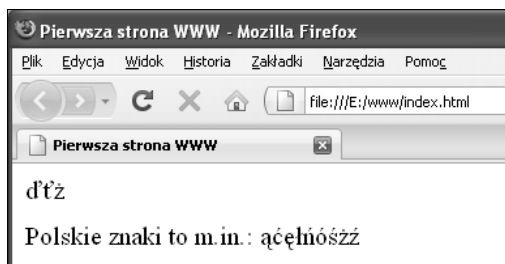 Pierwsza strona WWW - Mozilla Firefox
Plik Edycja Widok Historia Zakładki Narzędzia Pomoc
file:///E:/www/index.html
Pierwsza strona WWW
ďťż
Polskie znaki to m.in.: ąćęłńóśżź